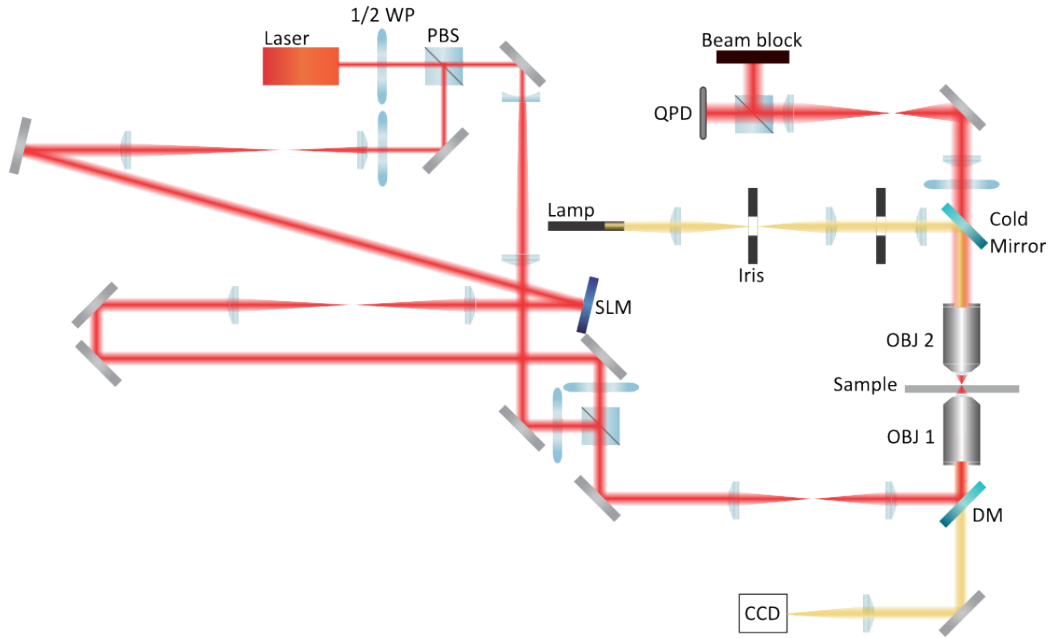 1/2 WP
Laser
PBS
Beam block
QPD
Lamp
Cold
Mirror
Iris
SLM
OBJ 2
Sample
OBJ 1
DM
CCD